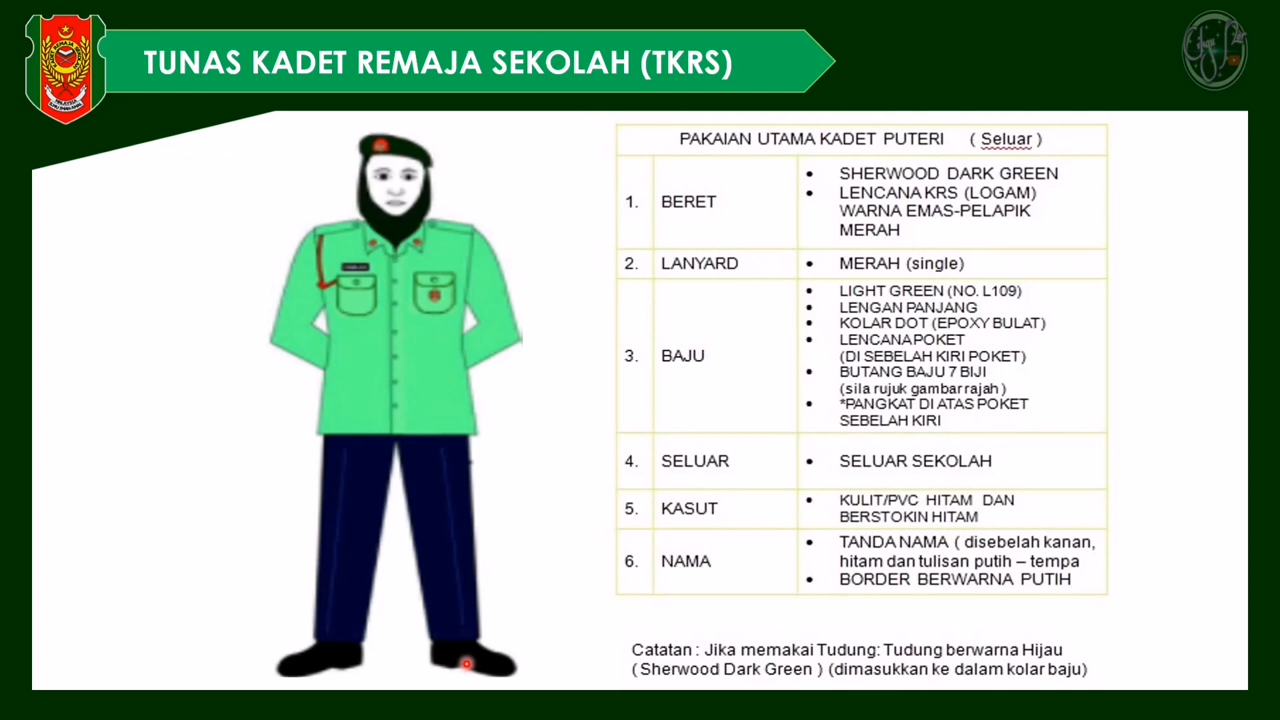 TUNAS KADET REMAJA SEKOLAH (TKRS)
PAKAIAN UTAMA KADET PUTERI ( Seluar )
1. BERET
• SHERWOOD DARK GREEN
• LENCANA KRS (LOGAM)
WARNA EMAS-PELAPIK
MERAH
2. LANYARD
• MERAH (single)
3. BAJU
• LIGHT GREEN (NO. L109)
• LENGAN PANJANG
• KOLAR DOT (EPOXY BULAT)
• LENCANA POKET
(DI SEBELAH KIRI POKET)
• BUTANG BAJU 7 BIJI
(sila rujuk gambar rajah )
• *PANGKAT DI ATAS POKET
SEBELAH KIRI
4. SELUAR
• SELUAR SEKOLAH
5. KASUT
• KULIT/PVC HITAM DAN
BERSTOKIN HITAM
6. NAMA
• TANDA NAMA ( disebelah kanan,
hitam dan tulisan putih – tempa
• BORDER BERWARNA PUTIH
Catatan : Jika memakai Tudung: Tudung berwarna Hijau
( Sherwood Dark Green ) (dimasukkan ke dalam kolar baju)